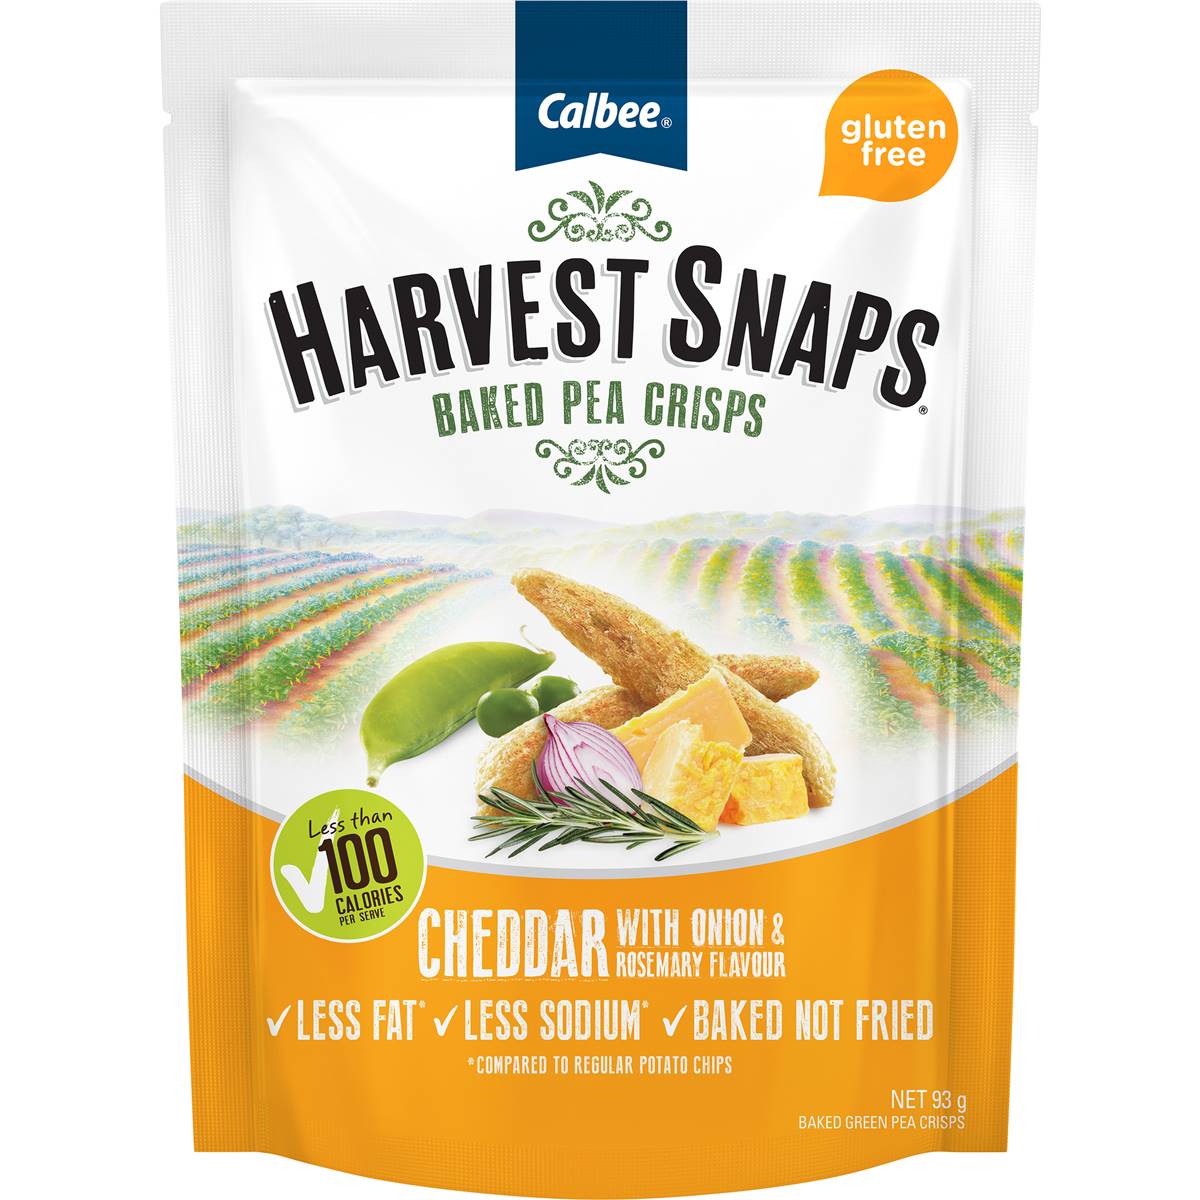 Calbee®
gluten
free
HARVEST SNAPS®
BAKED PEA CRISPS
Less than
100
CALORIES
PER SERVE
CHEDDAR WITH ONION &
ROSEMARY FLAVOUR
✓LESS FAT* ✓LESS SODIUM* ✓BAKED NOT FRIED
*COMPARED TO REGULAR POTATO CHIPS
NET 93 g
BAKED GREEN PEA CRISPS